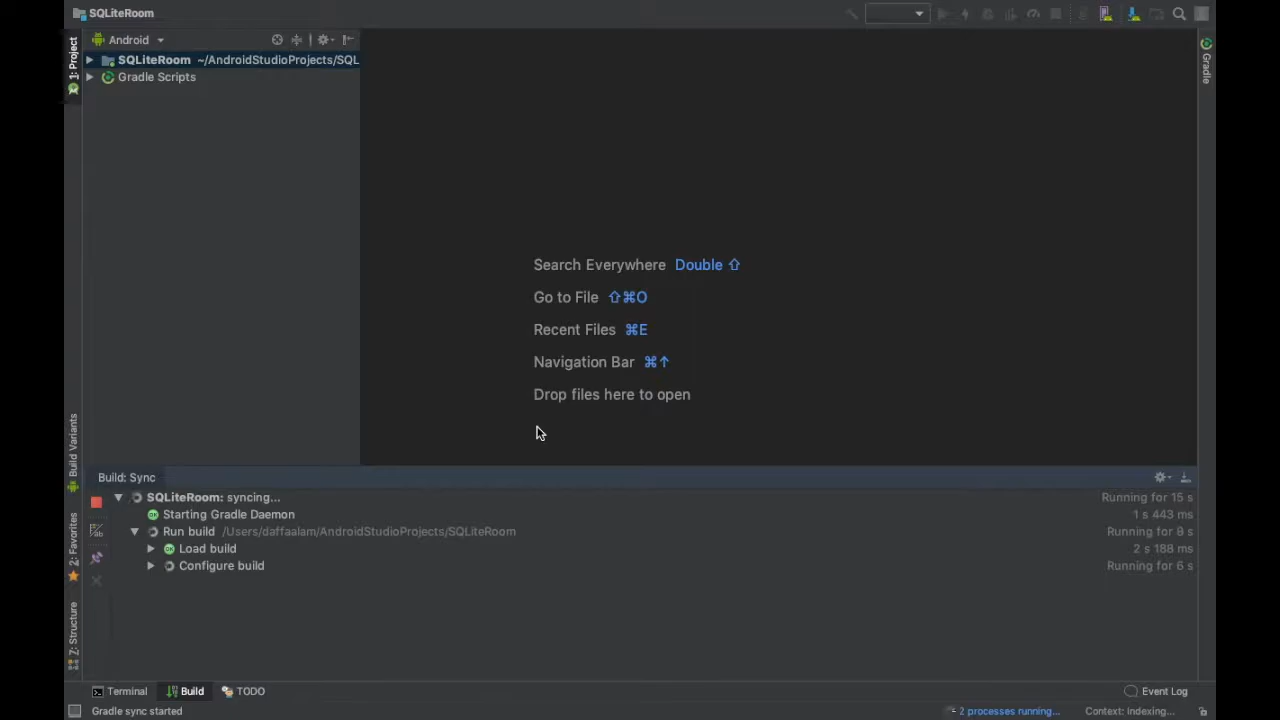 SQLiteRoom
1: Project
Android
SQLiteRoom ~/AndroidStudioProjects/SQL
Gradle Scripts
Gradle
Search Everywhere Double ⇧
Go to File ⇧⌘O
Recent Files ⌘E
Navigation Bar ⌘↑
Drop files here to open
Build Variants
2: Favorites
7: Structure
Build: Sync
SQLiteRoom: syncing... Running for 15 s
Starting Gradle Daemon 1 s 443 ms
Run build /Users/daffaalam/AndroidStudioProjects/SQLiteRoom Running for 9 s
Load build 2 s 188 ms
Configure build Running for 6 s
Terminal Build TODO Event Log
Gradle sync started 2 processes running... Context: Indexing...